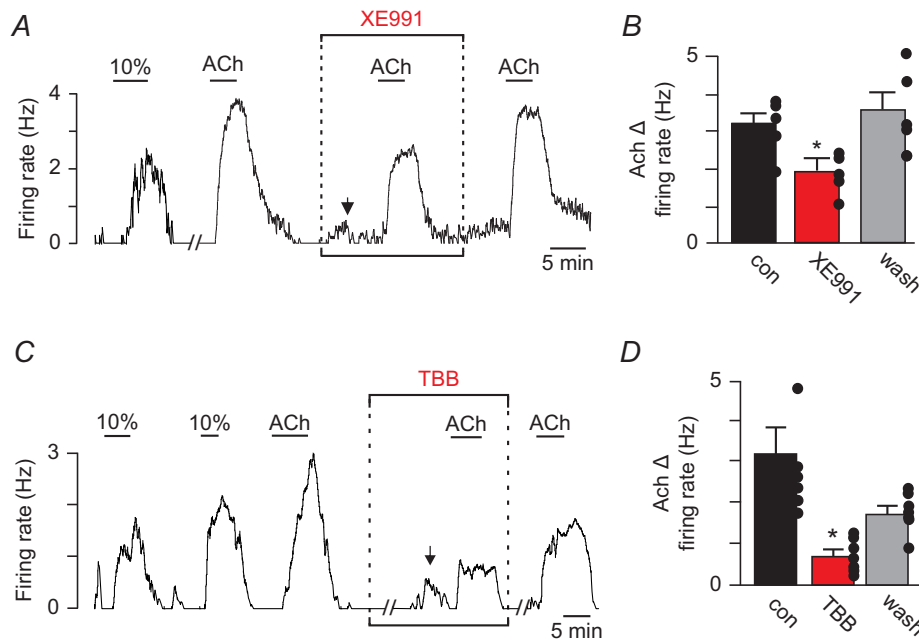 A
XE991
10%
ACh
ACh
ACh
Firing rate (Hz)
4
2
0
5 min
B
Ach Δ
firing rate (Hz)
5
0
*
con
XE991
wash
C
TBB
10%
10%
ACh
ACh
ACh
Firing rate (Hz)
3
0
5 min
D
Ach Δ
firing rate (Hz)
5
0
*
con
TBB
wash